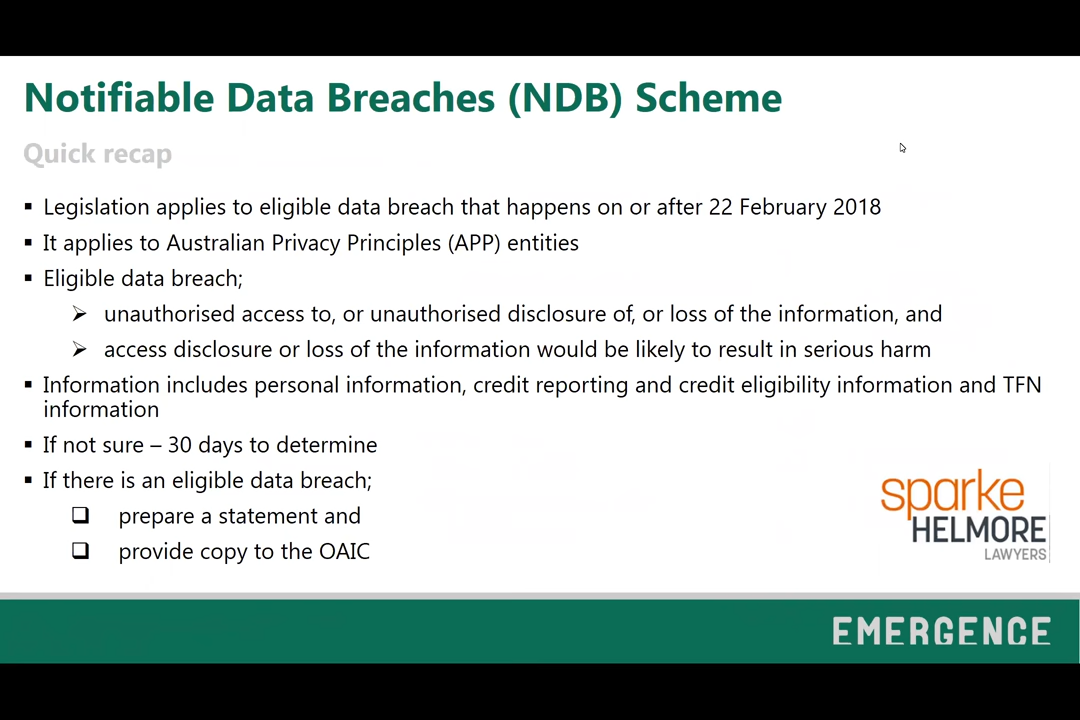 Notifiable Data Breaches (NDB) Scheme
Quick recap
▪ Legislation applies to eligible data breach that happens on or after 22 February 2018
▪ It applies to Australian Privacy Principles (APP) entities
▪ Eligible data breach;
➢ unauthorised access to, or unauthorised disclosure of, or loss of the information, and
➢ access disclosure or loss of the information would be likely to result in serious harm
▪ Information includes personal information, credit reporting and credit eligibility information and TFN
information
▪ If not sure – 30 days to determine
▪ If there is an eligible data breach;
❑ prepare a statement and
❑ provide copy to the OAIC
sparke
HELMORE
LAWYERS
EMERGENCE